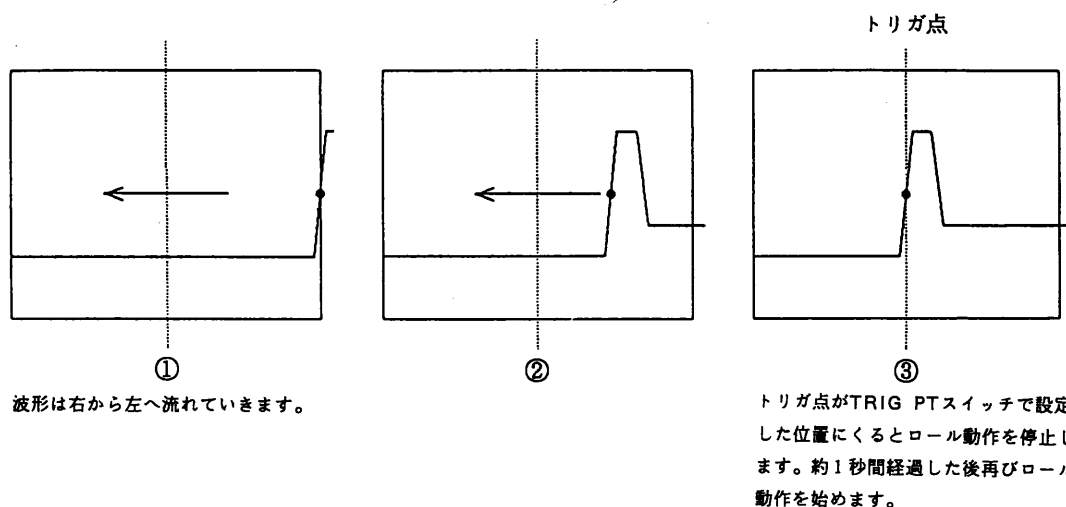 トリガ点
①
②
③
波形は右から左へ流れていきます。
トリガ点がTRIG PTスイッチで設定
した位置にくるとロール動作を停止し
ます。約1秒間経過した後再びロール
動作を始めます。